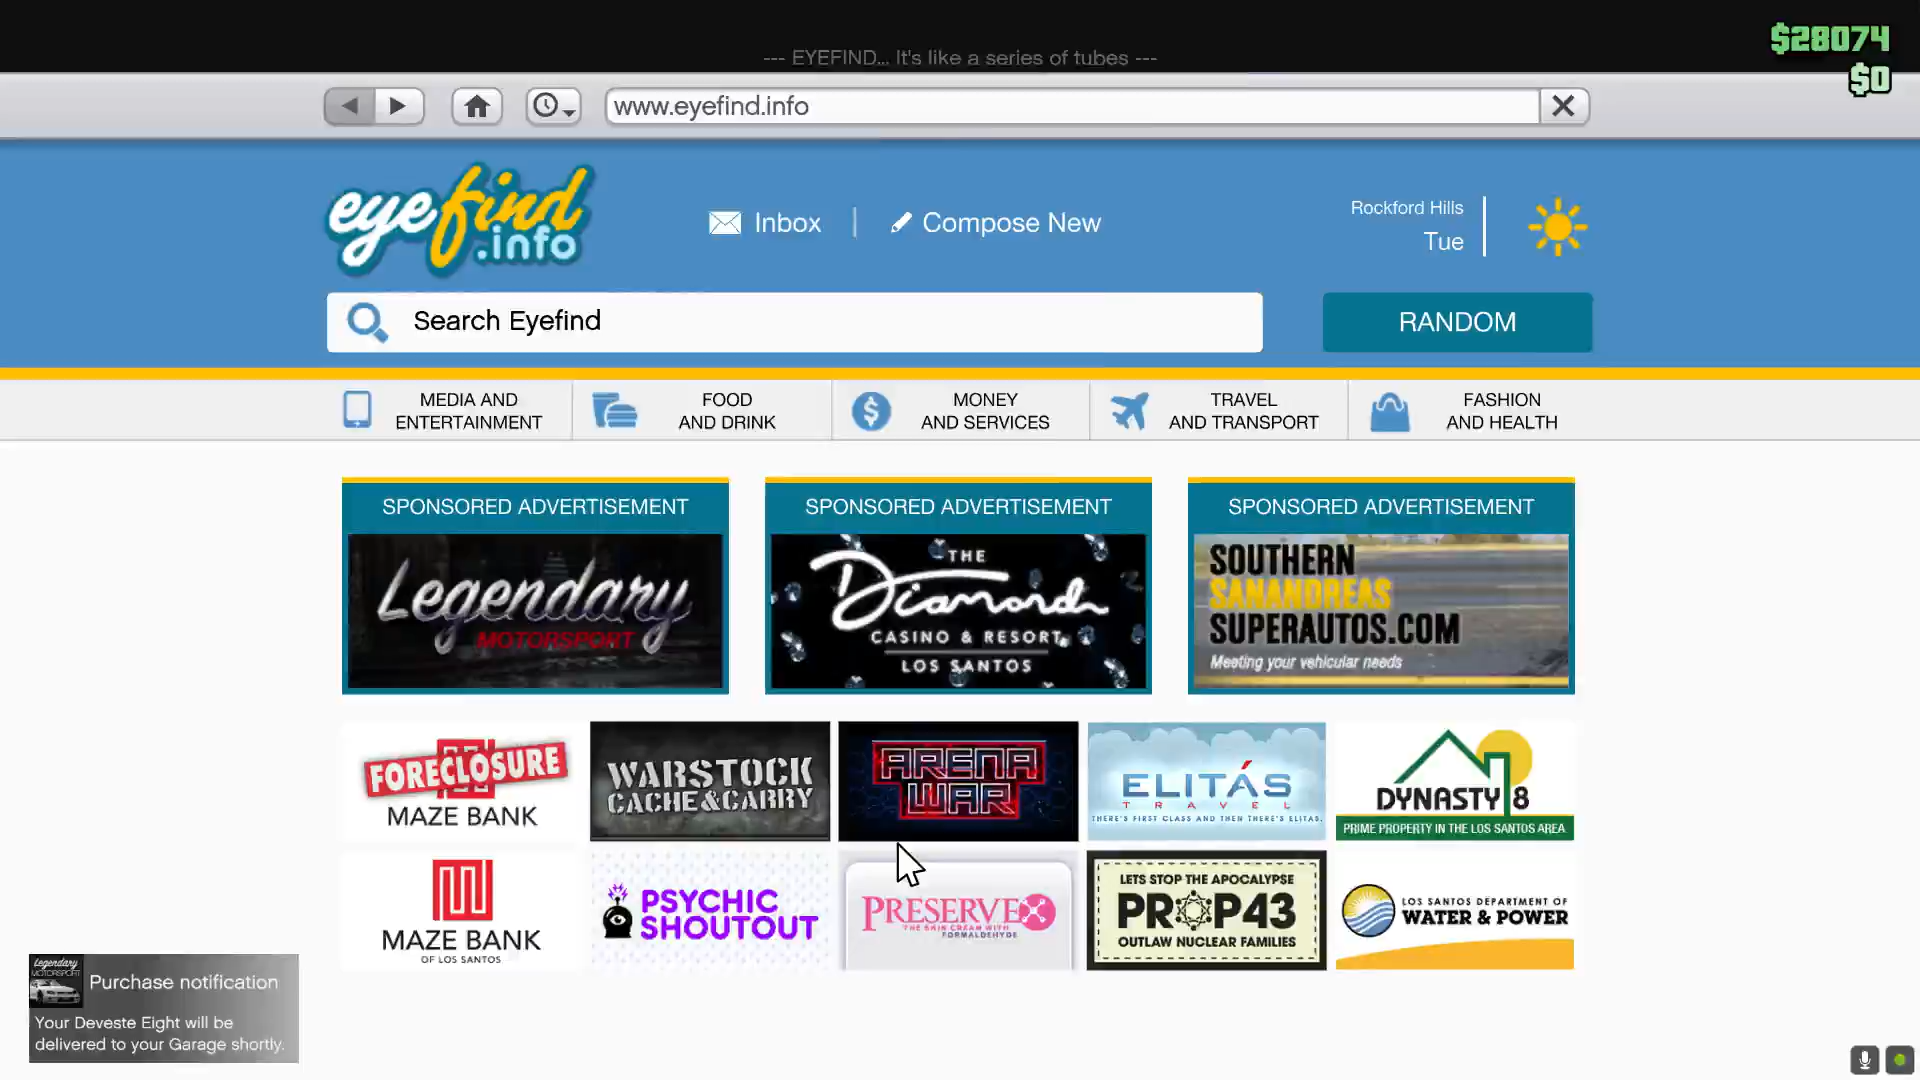 $28074
--- EYEFIND... It's like a series of tubes ---
$0
www.eyefind.info
eyefind
.info
Inbox
Compose New
Rockford Hills
Tue
Search Eyefind
RANDOM
MEDIA AND
ENTERTAINMENT
FOOD
AND DRINK
MONEY
AND SERVICES
TRAVEL
AND TRANSPORT
FASHION
AND HEALTH
SPONSORED ADVERTISEMENT
Legendary
MOTORSPORT
SPONSORED ADVERTISEMENT
THE
Diamond
CASINO & RESORT
LOS SANTOS
SPONSORED ADVERTISEMENT
SOUTHERN
SANANDREAS
SUPERAUTOS.COM
Meeting your vehicular needs
FORECLOSURE
MAZE BANK
WARSTOCK
CACHE&CARRY
ARENA
WAR
ELITÁS
TRAVEL
THERE'S FIRST CLASS AND THEN THERE'S ELITAS.
DYNASTY 8
PRIME PROPERTY IN THE LOS SANTOS AREA
MAZE BANK
OF LOS SANTOS
PSYCHIC
SHOUTOUT
PRESERVEX
THE SKIN CREAM WITH
FORMALDEHYDE
LETS STOP THE APOCALYPSE
PROP43
OUTLAW NUCLEAR FAMILIES
LOS SANTOS DEPARTMENT OF
WATER & POWER
Legendary
MOTORSPORT
Purchase notification
Your Deveste Eight will be
delivered to your Garage shortly.